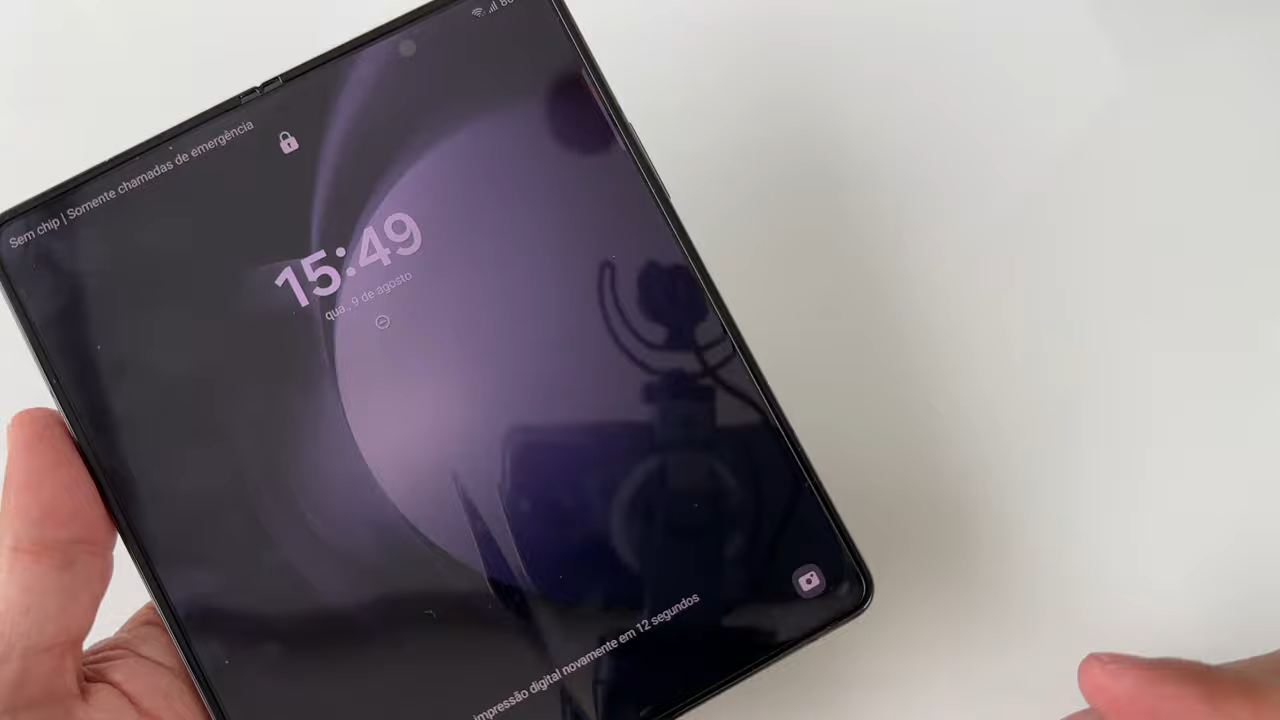 Sem chip | Somente chamadas de emergência
15:49
qua., 9 de agosto
impressão digital novamente em 12 segundos